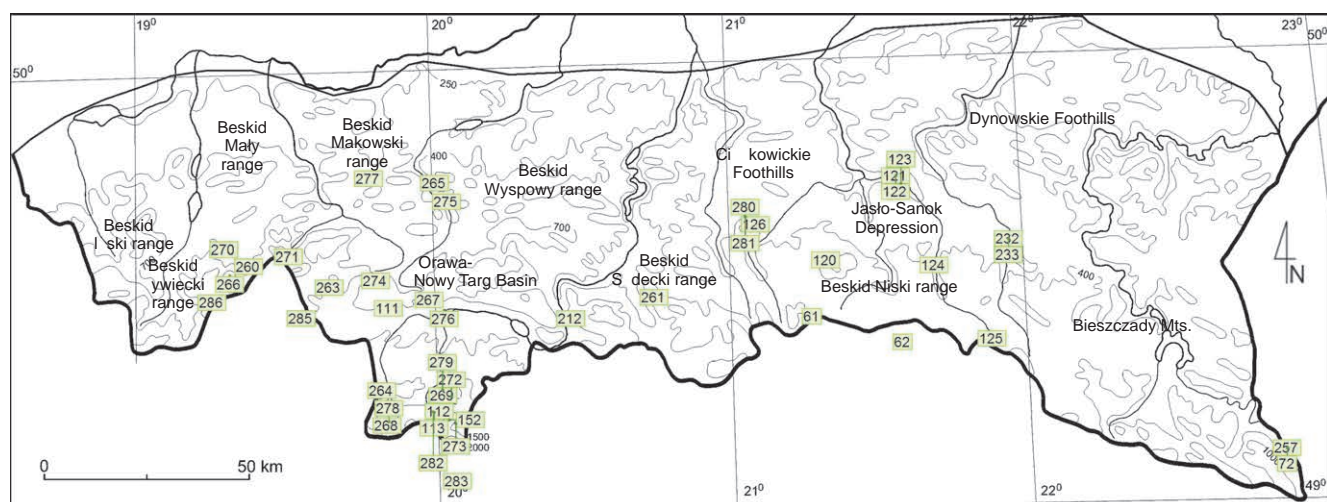 19⁰
20⁰
21⁰
22⁰
23⁰
50⁰
50⁰
250
Beskid
Mały
range
Beskid
Makowski
range
277
400
265
275
Beskid
Wyspowy range
Ci kowickie
Foothills
Dynowskie Foothills
123
121
122
Jasło-Sanok
Depression
280
126
281
Beskid
I ski range
270
260
271
Beskid
ywiecki
range
266
286
263
274
111
285
Orawa-
Nowy Targ Basin
267
276
700
212
Beskid
S decki range
261
120
124
Beskid Niski range
232
233
400
61
62
125
Bieszczady Mts.
N
279
272
264
269
278
112
152
268
113
1500
2000
273
282
283
257
72
1000
0
50 km
20⁰
21⁰
22⁰
49⁰